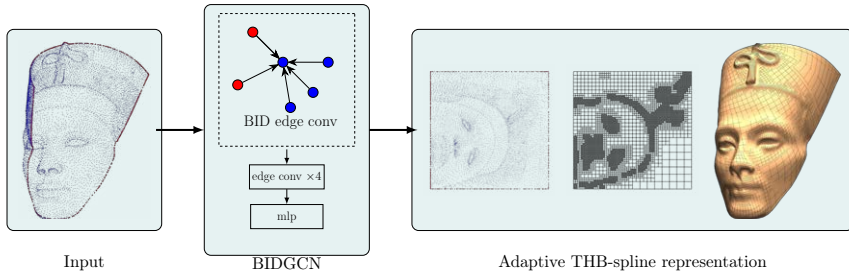 BID edge conv
edge conv ×4
mlp
Input
BIDGCN
Adaptive THB-spline representation